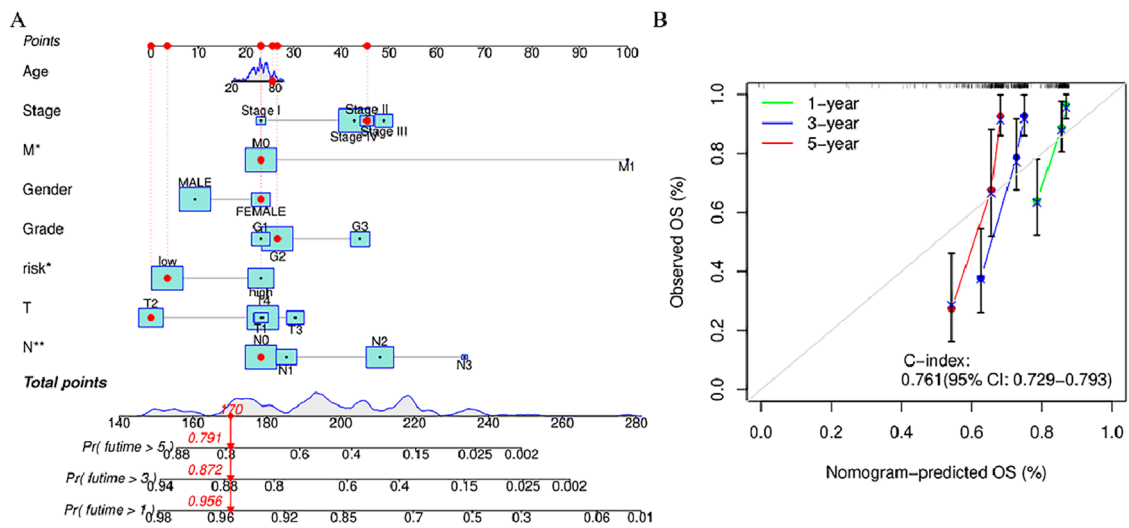 A
Points
0 10 20 30 40 50 60 70 80 90 100
Age
20 80
Stage
Stage I
Stage II
Stage III
Stage IV
M*
M0
M1
Gender
MALE
FEMALE
Grade
G1
G2
G3
risk*
low
high
T
T2
T4
T1
T3
N**
N0
N1
N2
N3
Total points
170
140 160 180 200 220 240 260 280
0.791
Pr( futime > 5)
0.88 0.8 0.6 0.4 0.15 0.025 0.002
0.872
Pr( futime > 3)
0.94 0.88 0.8 0.6 0.4 0.15 0.025 0.002
0.956
Pr( futime > 1)
0.98 0.96 0.92 0.85 0.7 0.5 0.3 0.06 0.01
B
1-year
3-year
5-year
Observed OS (%)
1.0
0.8
0.6
0.4
0.2
0.0
C-index:
0.761(95% CI: 0.729-0.793)
0.0 0.2 0.4 0.6 0.8 1.0
Nomogram-predicted OS (%)